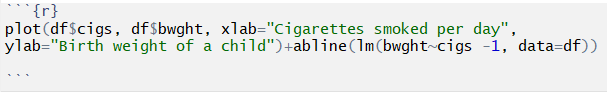 ```{r}
plot(df$cigs, df$bwght, xlab="Cigarettes smoked per day",
ylab="Birth weight of a child")+abline(lm(bwght~cigs -1, data=df))
```